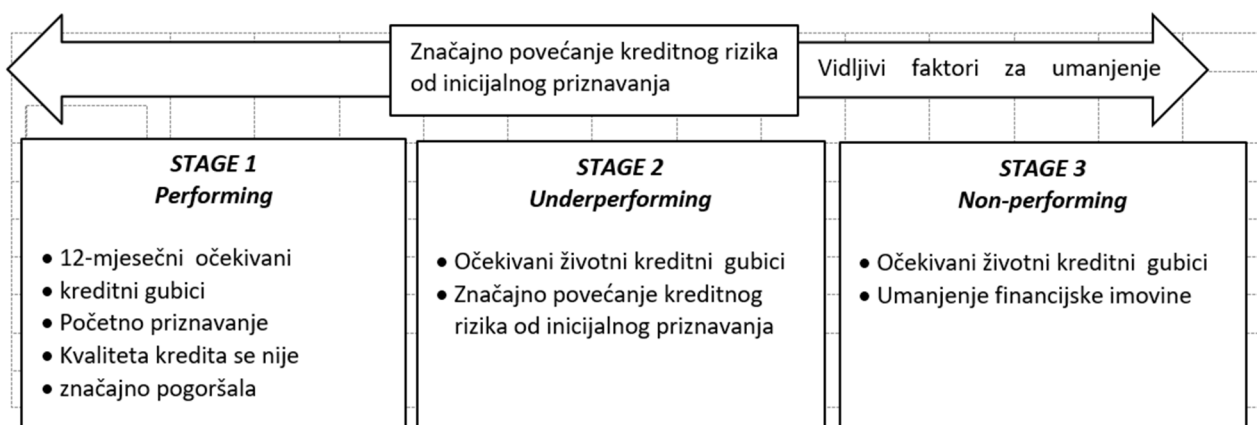 Značajno povećanje kreditnog rizika
od inicijalnog priznavanja
Vidljivi faktori za umanjenje
STAGE 1
Performing
• 12-mjesečni očekivani
• kreditni gubici
• Početno priznavanje
• Kvaliteta kredita se nije
• značajno pogoršala
STAGE 2
Underperforming
• Očekivani životni kreditni gubici
• Značajno povećanje kreditnog
rizika od inicijalnog priznavanja
STAGE 3
Non-performing
• Očekivani životni kreditni gubici
• Umanjenje financijske imovine